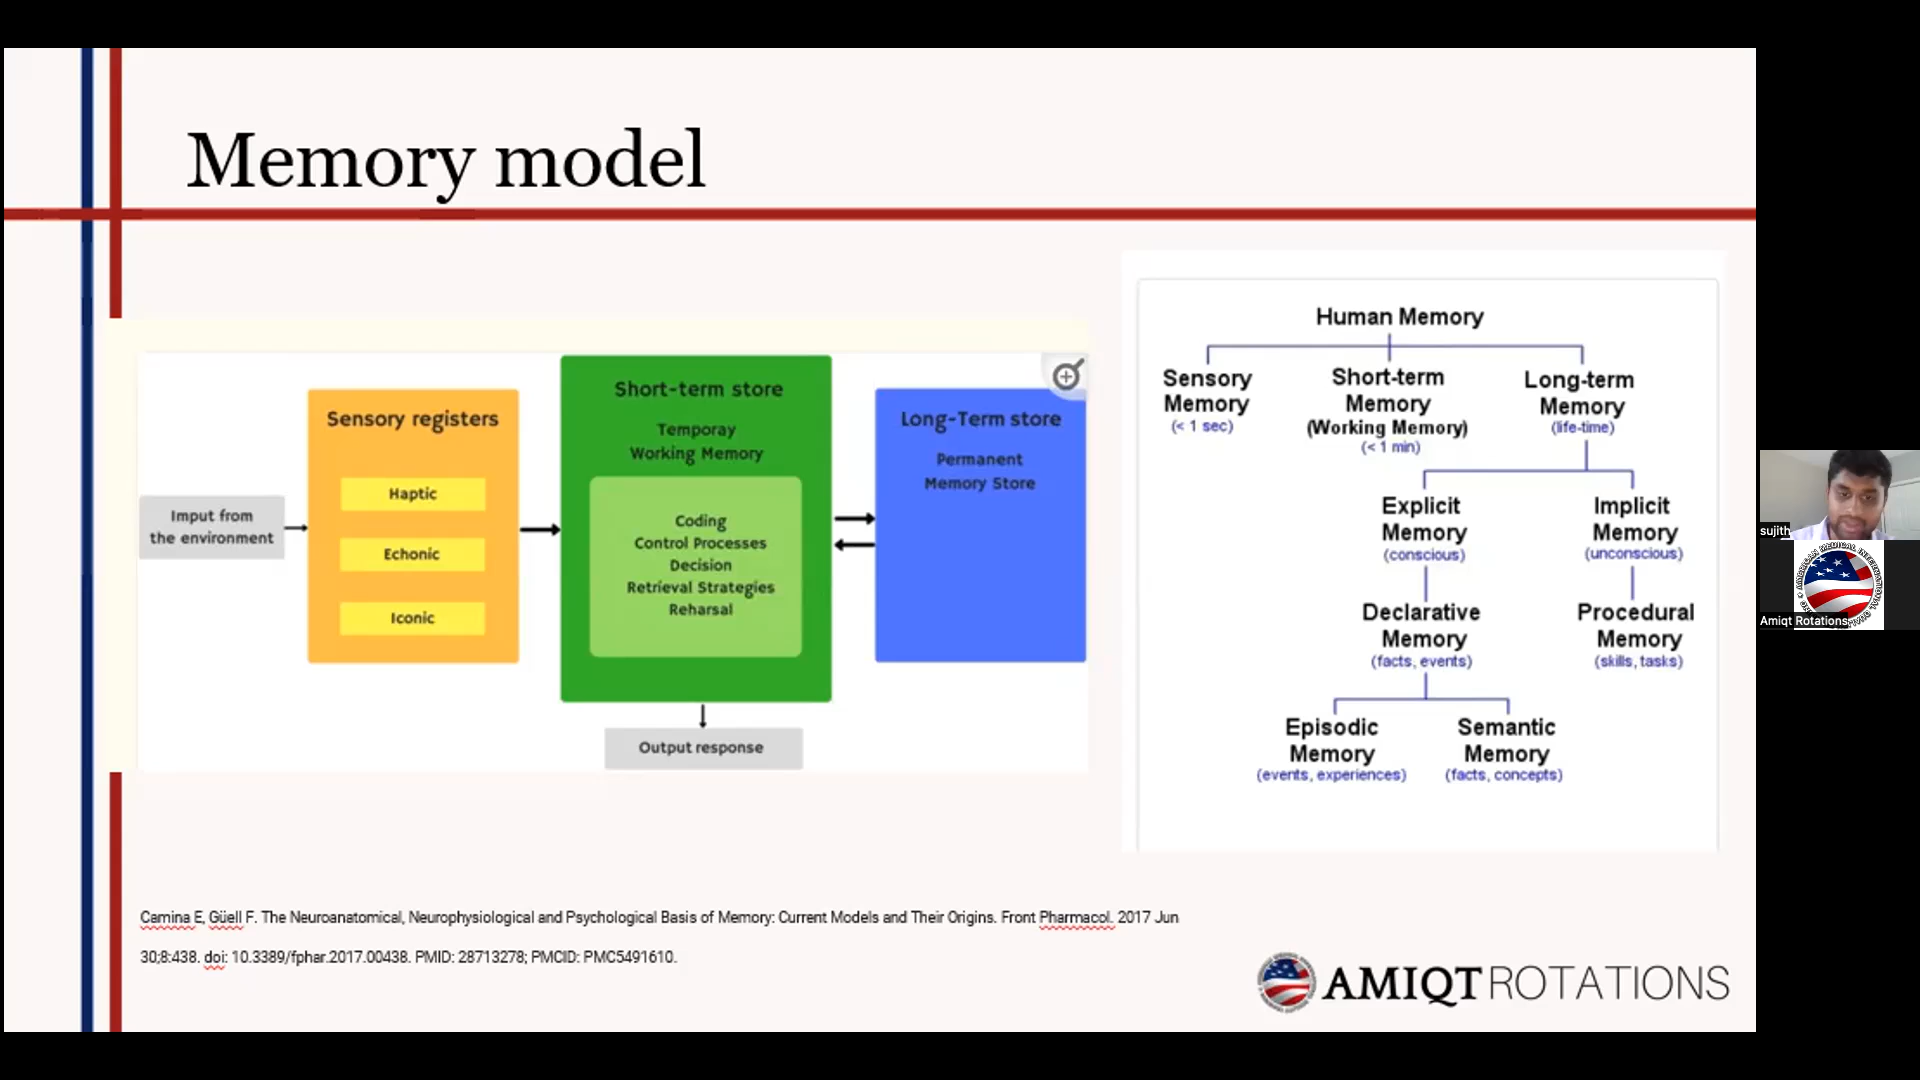 Memory model
Imput from
the environment
Sensory registers
Haptic
Echonic
Iconic
Short-term store
Temporay
Working Memory
Coding
Control Processes
Decision
Retrieval Strategies
Reharsal
Output response
Long-Term store
Permanent
Memory Store
Human Memory
Sensory
Memory
(< 1 sec)
Short-term
Memory
(Working Memory)
(< 1 min)
Long-term
Memory
(life-time)
Explicit
Memory
(conscious)
Implicit
Memory
(unconscious)
Declarative
Memory
(facts, events)
Procedural
Memory
(skills, tasks)
Episodic
Memory
(events, experiences)
Semantic
Memory
(facts, concepts)
Camina E, Güell F. The Neuroanatomical, Neurophysiological and Psychological Basis of Memory: Current Models and Their Origins. Front Pharmacol. 2017 Jun
30;8:438. doi: 10.3389/fphar.2017.00438. PMID: 28713278; PMCID: PMC5491610.
AMIQT ROTATIONS
sujith
AMERICAN MEDICAL
Amiqt Rotations